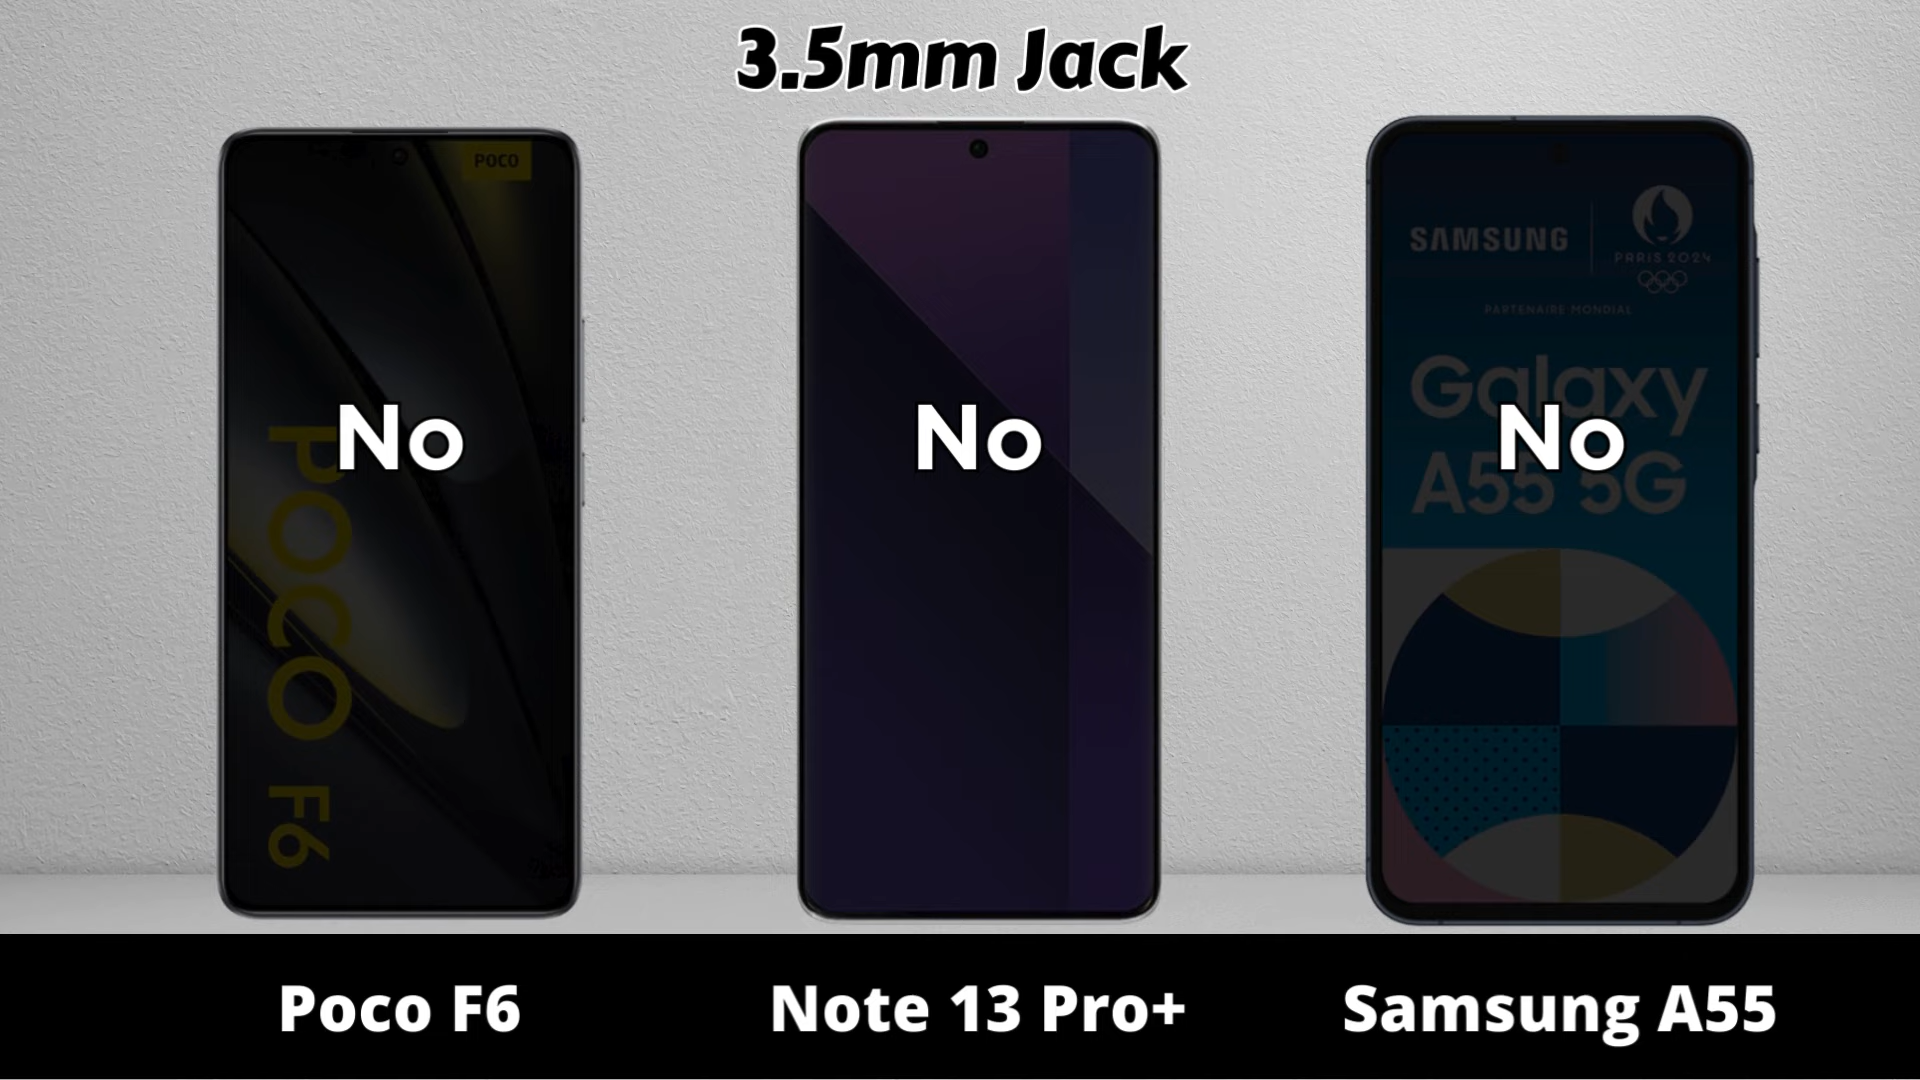 3.5mm Jack
POCO
No
POCO F6
No
SAMSUNG
PARIS 2024
PARTENAIRE MONDIAL
Galaxy
No
A55 5G
Poco F6
Note 13 Pro+
Samsung A55